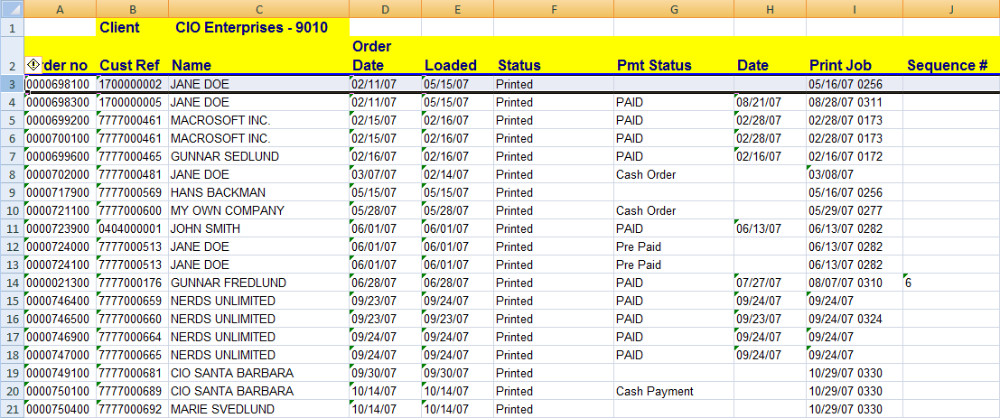 A B C D E F G H I J
1 Client CIO Enterprises - 9010
Order
2 der no Cust Ref Name Date Loaded Status Pmt Status Date Print Job Sequence #
3 0000698100 1700000002 JANE DOE 02/11/07 05/15/07 Printed 05/16/07 0256
4 0000698300 1700000005 JANE DOE 02/11/07 05/15/07 Printed PAID 08/21/07 08/28/07 0311
5 0000699200 7777000461 MACROSOFT INC. 02/15/07 02/16/07 Printed PAID 02/28/07 02/28/07 0173
6 0000700100 7777000461 MACROSOFT INC. 02/15/07 02/16/07 Printed PAID 02/28/07 02/28/07 0173
7 0000699600 7777000465 GUNNAR SEDLUND 02/16/07 02/16/07 Printed PAID 02/16/07 02/16/07 0172
8 0000702000 7777000481 JANE DOE 03/07/07 02/14/07 Printed Cash Order 03/08/07
9 0000717900 7777000569 HANS BACKMAN 05/15/07 05/15/07 Printed 05/16/07 0256
10 0000721100 7777000600 MY OWN COMPANY 05/28/07 05/28/07 Printed Cash Order 05/29/07 0277
11 0000723900 0404000001 JOHN SMITH 06/01/07 06/01/07 Printed PAID 06/13/07 06/13/07 0282
12 0000724000 7777000513 JANE DOE 06/01/07 06/01/07 Printed Pre Paid 06/13/07 0282
13 0000724100 7777000513 JANE DOE 06/01/07 06/01/07 Printed Pre Paid 06/13/07 0282
14 0000021300 7777000176 GUNNAR FREDLUND 06/28/07 06/28/07 Printed PAID 07/27/07 08/07/07 0310 6
15 0000746400 7777000659 NERDS UNLIMITED 09/23/07 09/24/07 Printed PAID 09/24/07 09/24/07
16 0000746500 7777000660 NERDS UNLIMITED 09/23/07 09/23/07 Printed PAID 09/23/07 09/24/07 0324
17 0000746900 7777000664 NERDS UNLIMITED 09/24/07 09/24/07 Printed PAID 09/24/07 09/24/07
18 0000747000 7777000665 NERDS UNLIMITED 09/24/07 09/24/07 Printed PAID 09/24/07 09/24/07
19 0000749100 7777000681 CIO SANTA BARBARA 09/30/07 09/30/07 Printed 10/29/07 0330
20 0000750100 7777000689 CIO SANTA BARBARA 10/14/07 10/14/07 Printed Cash Payment 10/29/07 0330
21 0000750400 7777000692 MARIE SVEDLUND 10/14/07 10/14/07 Printed 10/29/07 0330